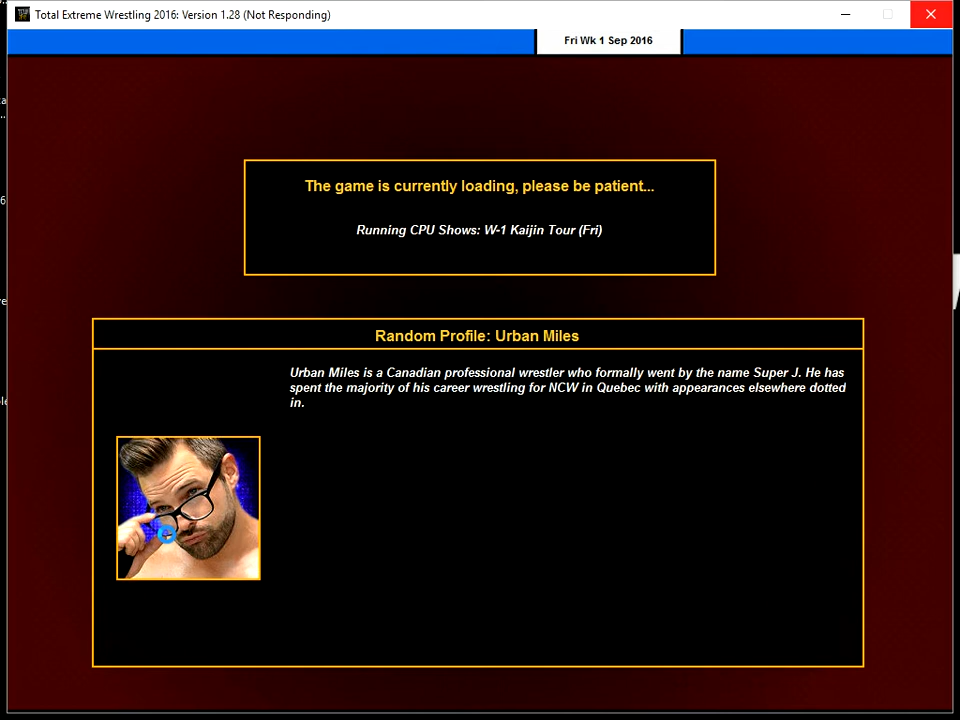 Total Extreme Wrestling 2016: Version 1.28 (Not Responding)
Fri Wk 1 Sep 2016
The game is currently loading, please be patient...
Running CPU Shows: W-1 Kaijin Tour (Fri)
Random Profile: Urban Miles
Urban Miles is a Canadian professional wrestler who formally went by the name Super J. He has
spent the majority of his career wrestling for NCW in Quebec with appearances elsewhere dotted
in.